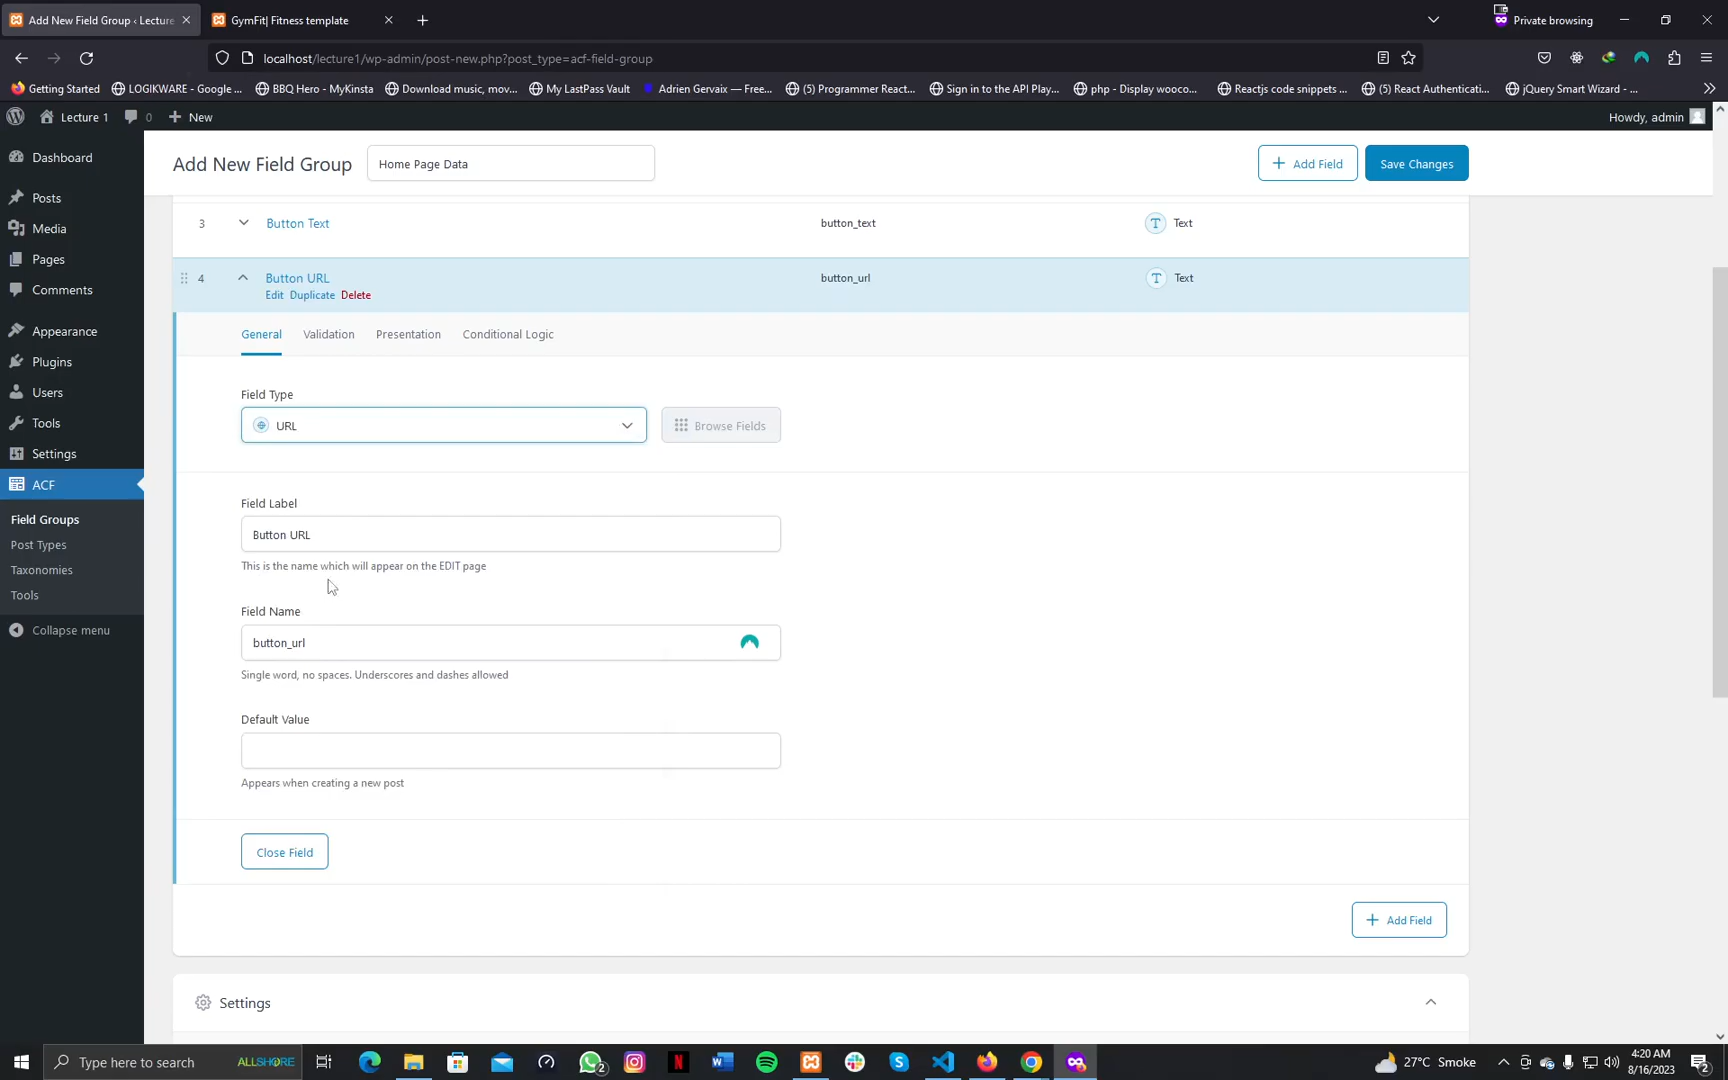 Add New Field Group ‹ Lecture
GymFit| Fitness template
Private browsing
localhost/lecture1/wp-admin/post-new.php?post_type=acf-field-group
Getting Started
LOGIKWARE - Google ...
BBQ Hero - MyKinsta
Download music, mov...
My LastPass Vault
Adrien Gervaix — Free...
(5) Programmer React...
Sign in to the API Play...
php - Display wooco...
Reactjs code snippets ...
(5) React Authenticati...
jQuery Smart Wizard - ...
Lecture 1
0
New
Howdy, admin
Dashboard
Posts
Media
Pages
Comments
Appearance
Plugins
Users
Tools
Settings
ACF
Field Groups
Post Types
Taxonomies
Tools
Collapse menu
Add New Field Group
Home Page Data
Add Field
Save Changes
3 Button Text button_text T Text
4 Button URL button_url T Text
Edit Duplicate Delete
General Validation Presentation Conditional Logic
Field Type
URL
Browse Fields
Field Label
Button URL
This is the name which will appear on the EDIT page
Field Name
button_url
Single word, no spaces. Underscores and dashes allowed
Default Value
Appears when creating a new post
Close Field
Add Field
Settings
Type here to search
ALLSHORE
2
27°C Smoke
4:20 AM
8/16/2023
2